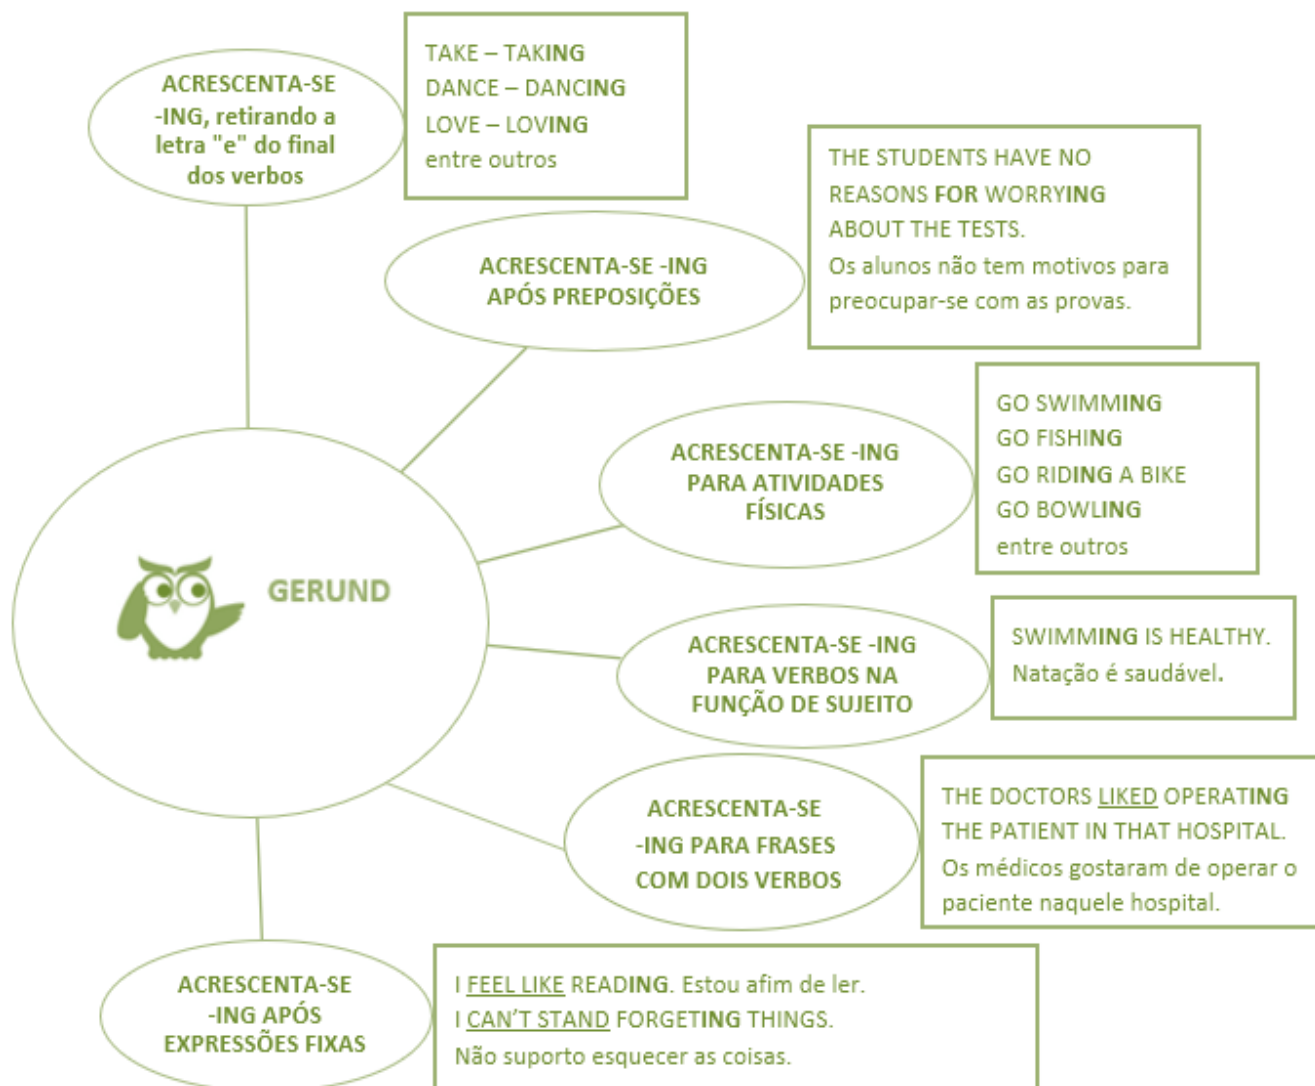 ACRESCENTA-SE
-ING, retirando a
letra "e" do final
dos verbos
TAKE – TAKING
DANCE – DANCING
LOVE – LOVING
entre outros
ACRESCENTA-SE -ING
APÓS PREPOSIÇÕES
THE STUDENTS HAVE NO
REASONS FOR WORRYING
ABOUT THE TESTS.
Os alunos não tem motivos para
preocupar-se com as provas.
ACRESCENTA-SE -ING
PARA ATIVIDADES
FÍSICAS
GO SWIMMING
GO FISHING
GO RIDING A BIKE
GO BOWLING
entre outros
GERUND
ACRESCENTA-SE -ING
PARA VERBOS NA
FUNÇÃO DE SUJEITO
SWIMMING IS HEALTHY.
Natação é saudável.
ACRESCENTA-SE
-ING PARA FRASES
COM DOIS VERBOS
THE DOCTORS LIKED OPERATING
THE PATIENT IN THAT HOSPITAL.
Os médicos gostaram de operar o
paciente naquele hospital.
ACRESCENTA-SE
-ING APÓS
EXPRESSÕES FIXAS
I FEEL LIKE READING. Estou afim de ler.
I CAN'T STAND FORGETING THINGS.
Não suporto esquecer as coisas.